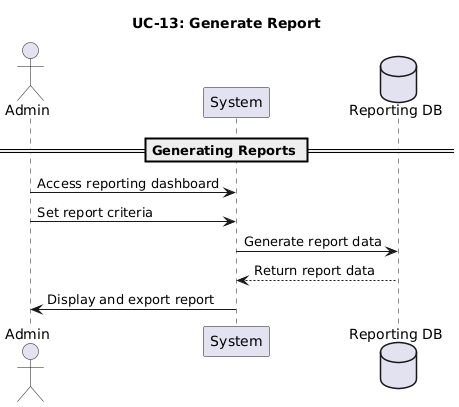 UC-13: Generate Report
Admin
System
Reporting DB
Generating Reports
Access reporting dashboard
Set report criteria
Generate report data
Return report data
Display and export report
Admin
System
Reporting DB